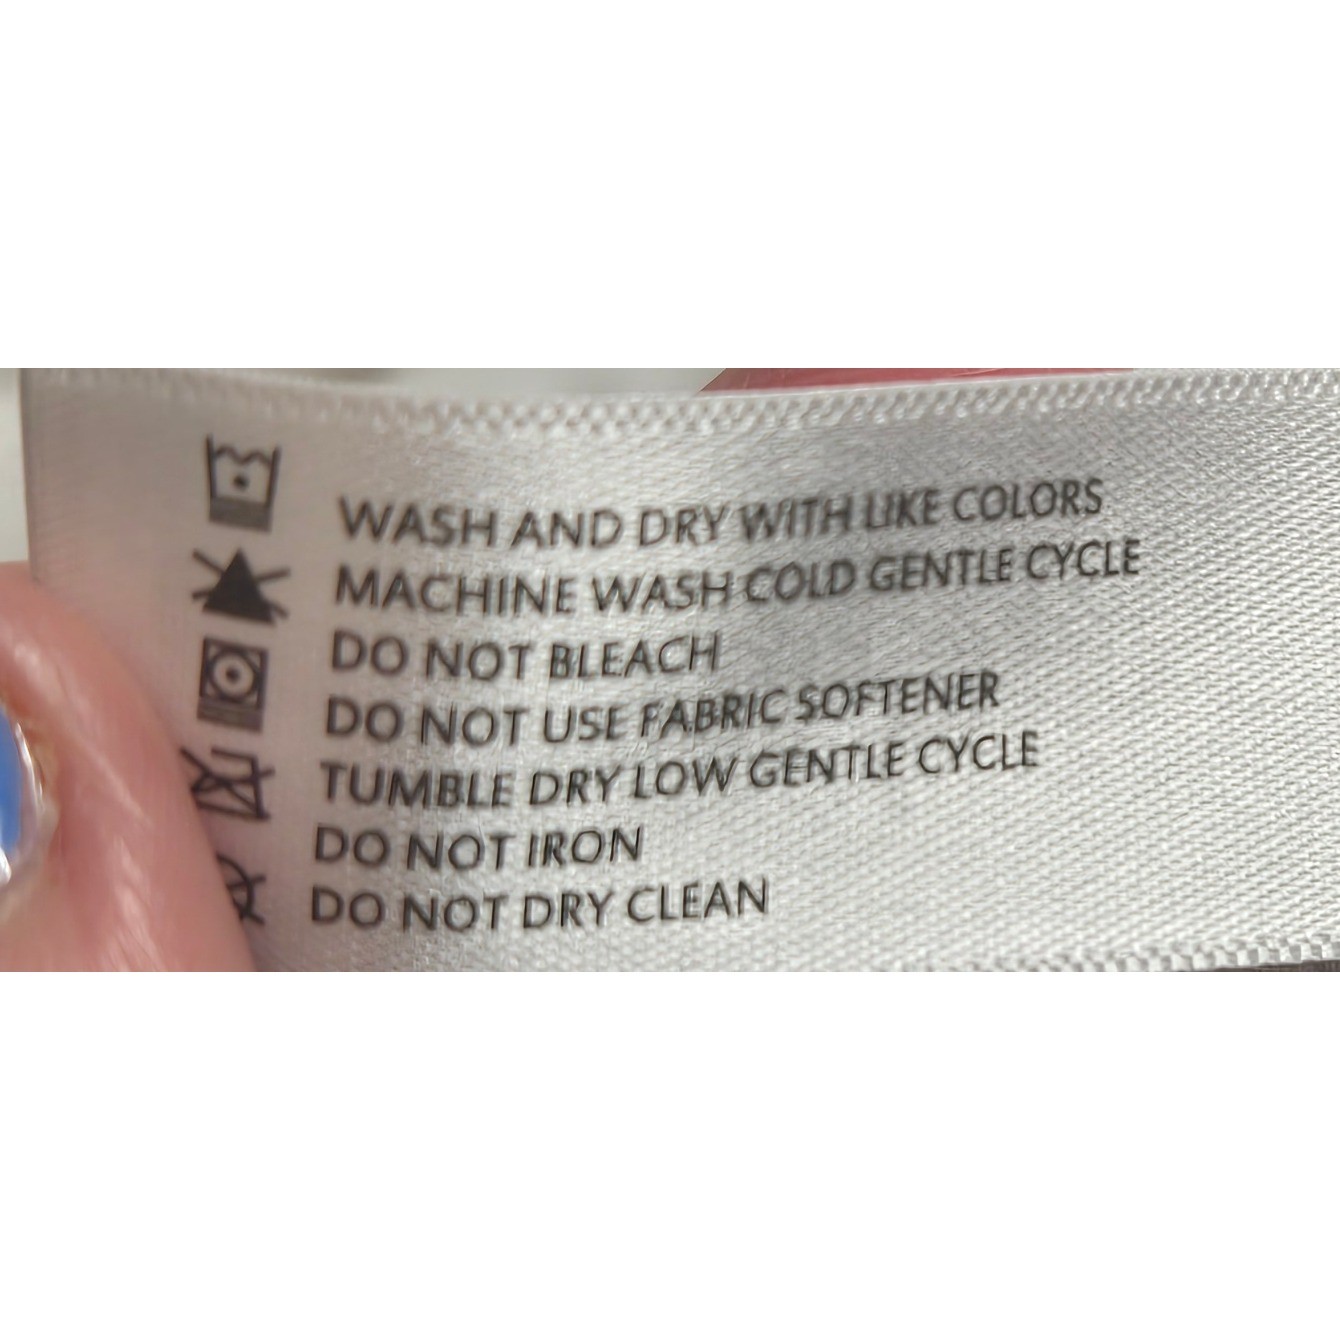 WASH AND DRY WITH LIKE COLORS
MACHINE WASH COLD GENTLE CYCLE
DO NOT BLEACH
DO NOT USE FABRIC SOFTENER
TUMBLE DRY LOW GENTLE CYCLE
DO NOT IRON
DO NOT DRY CLEAN